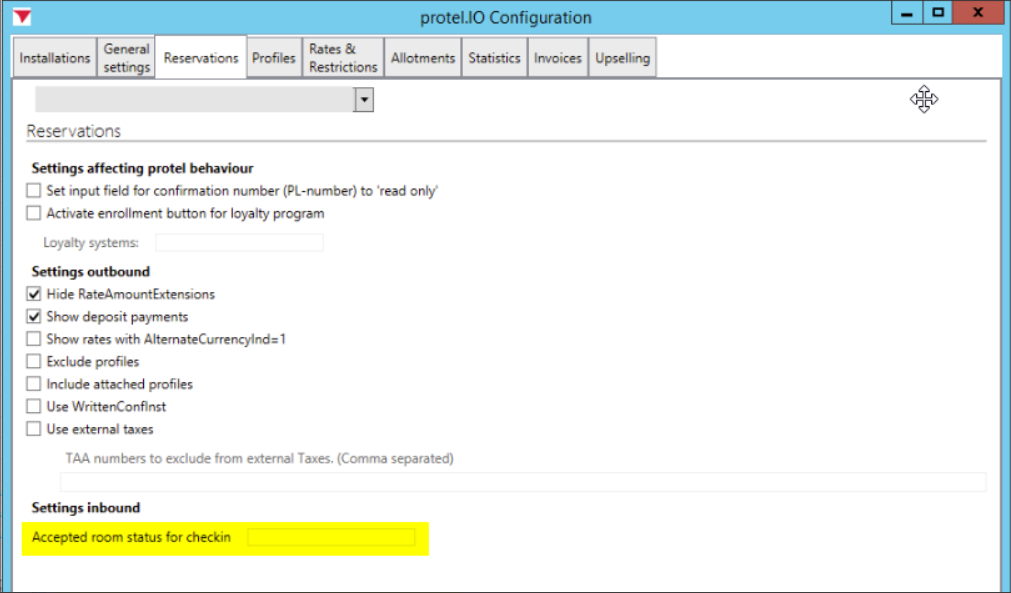 protel.IO Configuration
Installations
General settings
Reservations
Profiles
Rates & Restrictions
Allotments
Statistics
Invoices
Upselling
Reservations
Settings affecting protel behaviour
Set input field for confirmation number (PL-number) to 'read only'
Activate enrollment button for loyalty program
Loyalty systems:
Settings outbound
Hide RateAmountExtensions
Show deposit payments
Show rates with AlternateCurrencyInd=1
Exclude profiles
Include attached profiles
Use WrittenConfInst
Use external taxes
TAA numbers to exclude from external Taxes. (Comma separated)
Settings inbound
Accepted room status for checkin